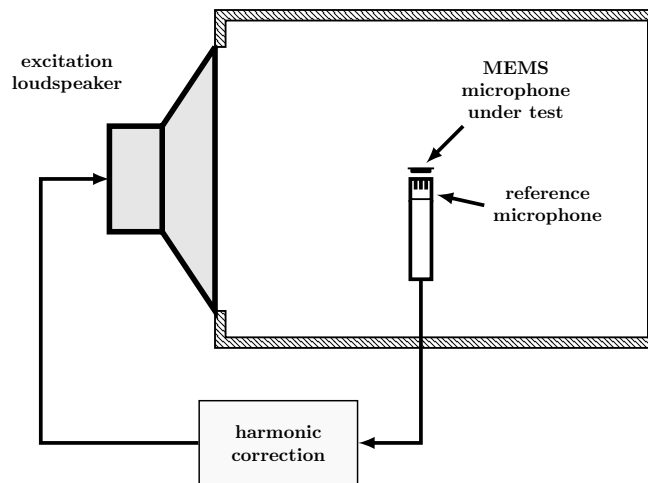 excitation
loudspeaker
MEMS
microphone
under test
reference
microphone
harmonic
correction